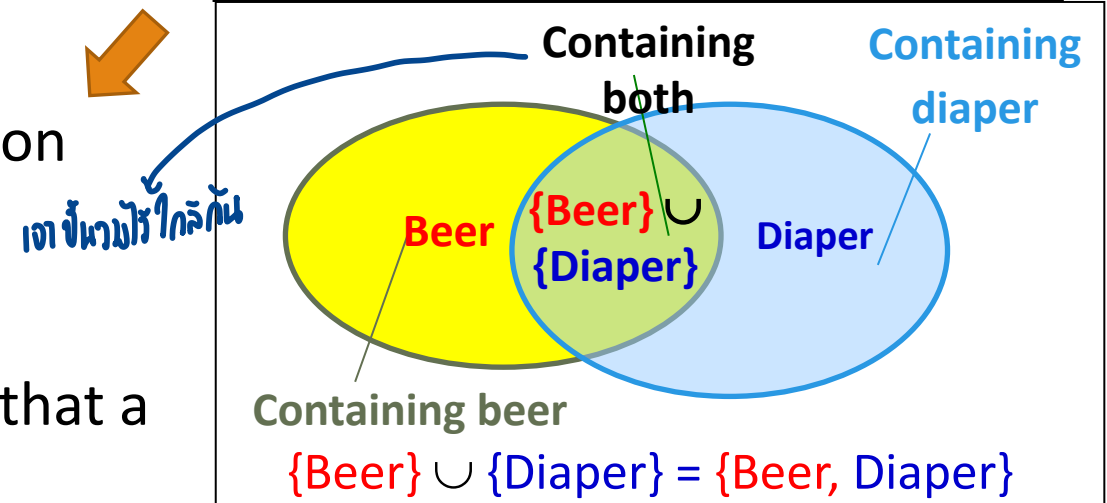 Containing
both
Containing
diaper
on
เอาขึ้นวางไว้ใกล้กัน
Beer
{Beer} ∪
{Diaper}
Diaper
that a
Containing beer
{Beer} ∪ {Diaper} = {Beer, Diaper}